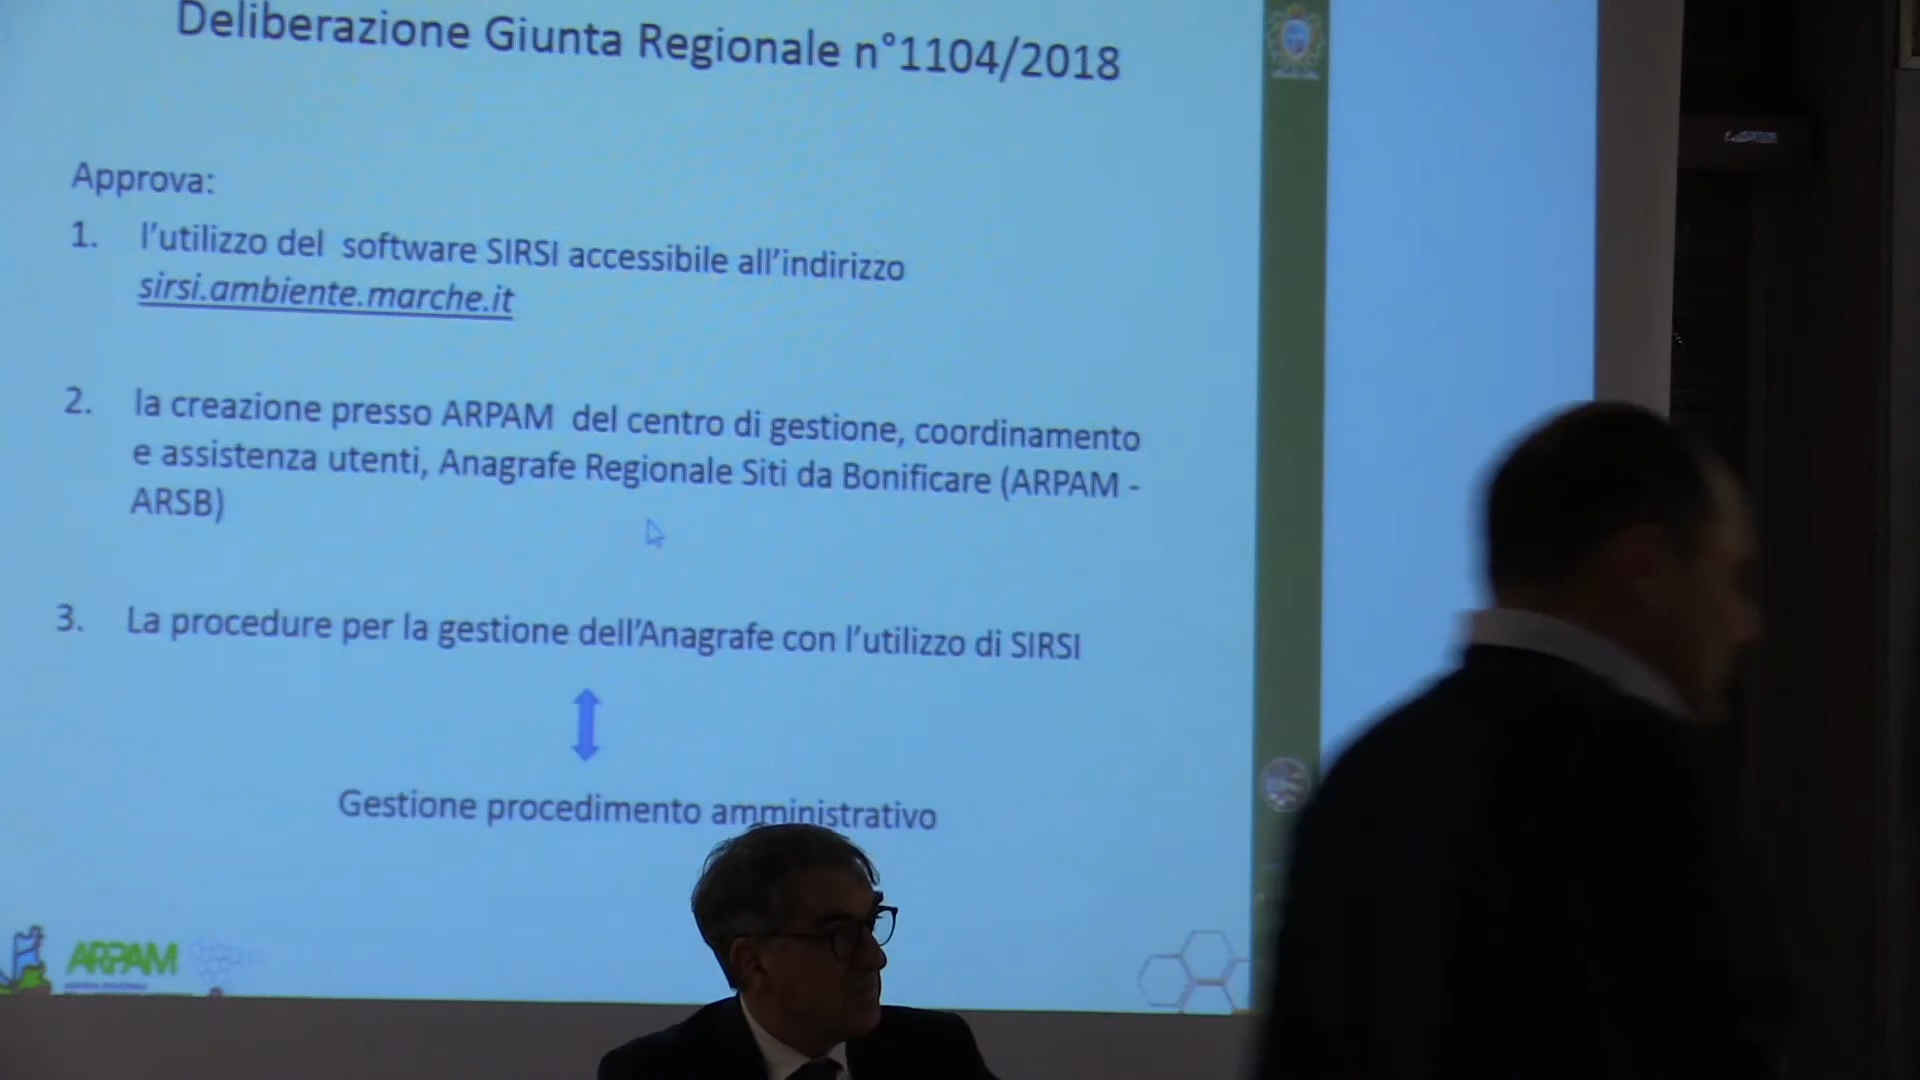 Deliberazione Giunta Regionale n°1104/2018
Approva:
1. l'utilizzo del software SIRSI accessibile all'indirizzo
sirsi.ambiente.marche.it
2. la creazione presso ARPAM del centro di gestione, coordinamento
e assistenza utenti, Anagrafe Regionale Siti da Bonificare (ARPAM -
ARSB)
3. La procedure per la gestione dell'Anagrafe con l'utilizzo di SIRSI
Gestione procedimento amministrativo
ARPAM